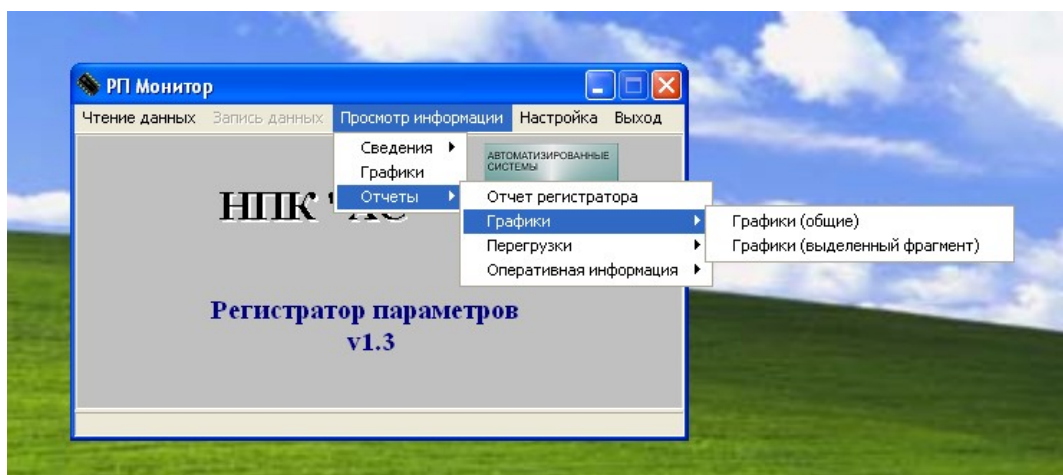 РП Монитор
Чтение данных Запись данных Просмотр информации Настройка Выход
Сведения
Графики
Отчеты
АВТОМАТИЗИРОВАННЫЕ
СИСТЕМЫ
Отчет регистратора
Графики
Перегрузки
Оперативная информация
Графики (общие)
Графики (выделенный фрагмент)
НПК "АС
Регистратор параметров
v1.3